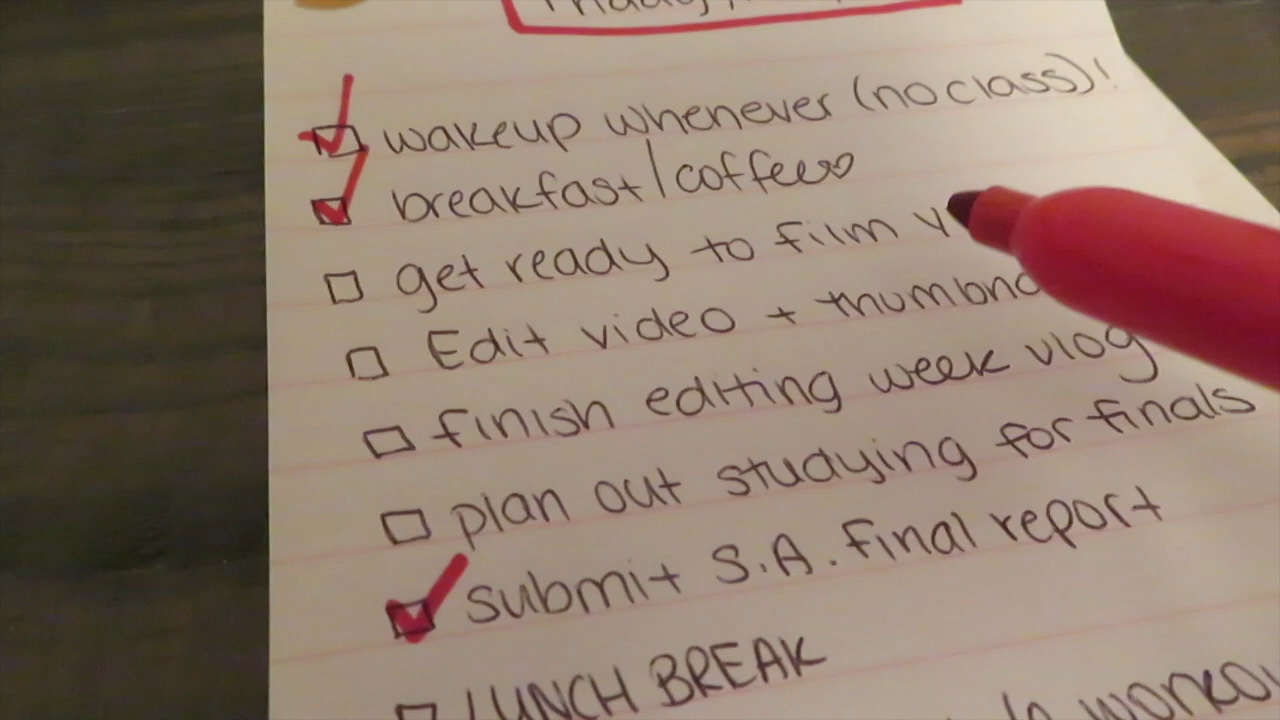 wakeup whenever (no class)!
breakfast/coffee♡
get ready to film
Edit video +
finish editing week vlog
plan out studying for finals
submit S.A. final report
LUNCH BREAK